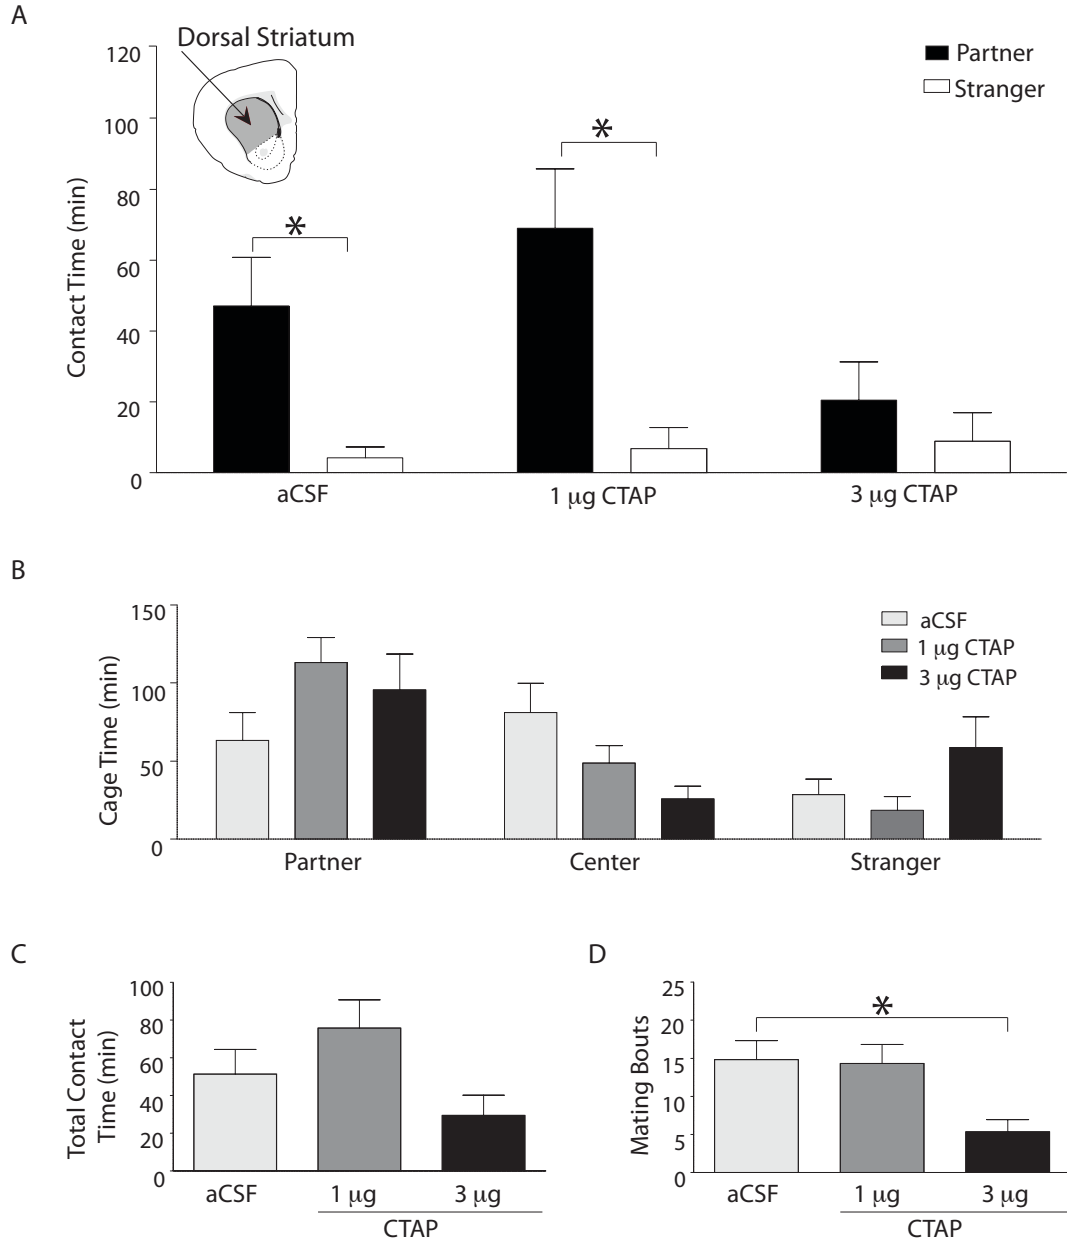 A
Dorsal Striatum
Partner
Stranger
*
*
Contact Time (min)
120
100
80
60
40
20
0
aCSF
1 μg CTAP
3 μg CTAP
B
Cage Time (min)
150
100
50
0
aCSF
1 μg CTAP
3 μg CTAP
Partner
Center
Stranger
C
Total Contact
Time (min)
100
80
60
40
20
0
aCSF
1 μg
3 μg
CTAP
D
Mating Bouts
25
20
15
10
5
0
*
aCSF
1 μg
3 μg
CTAP